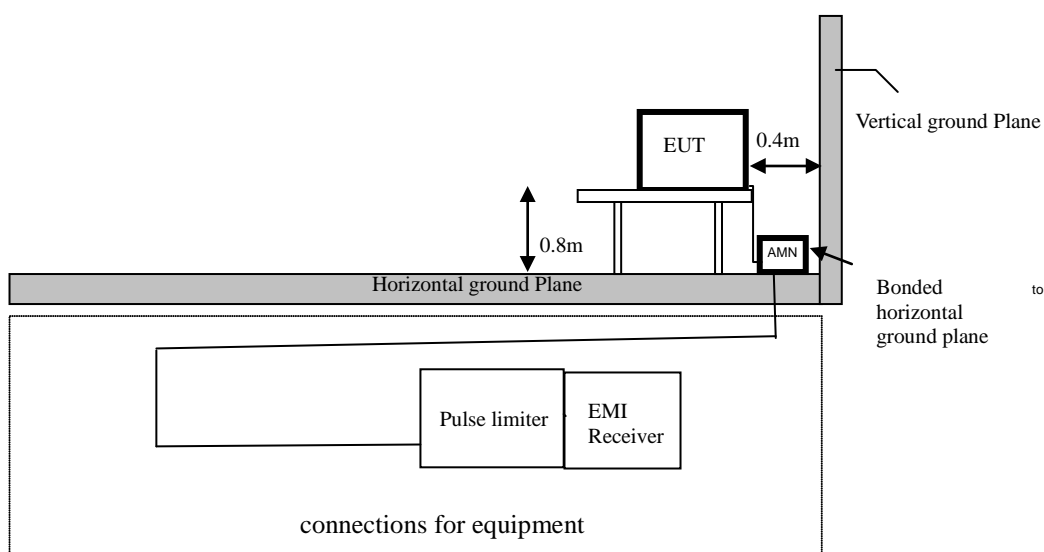 EUT
0.4m
Vertical ground Plane
0.8m
AMN
Horizontal ground Plane
Bonded to
horizontal
ground plane
Pulse limiter
EMI
Receiver
connections for equipment